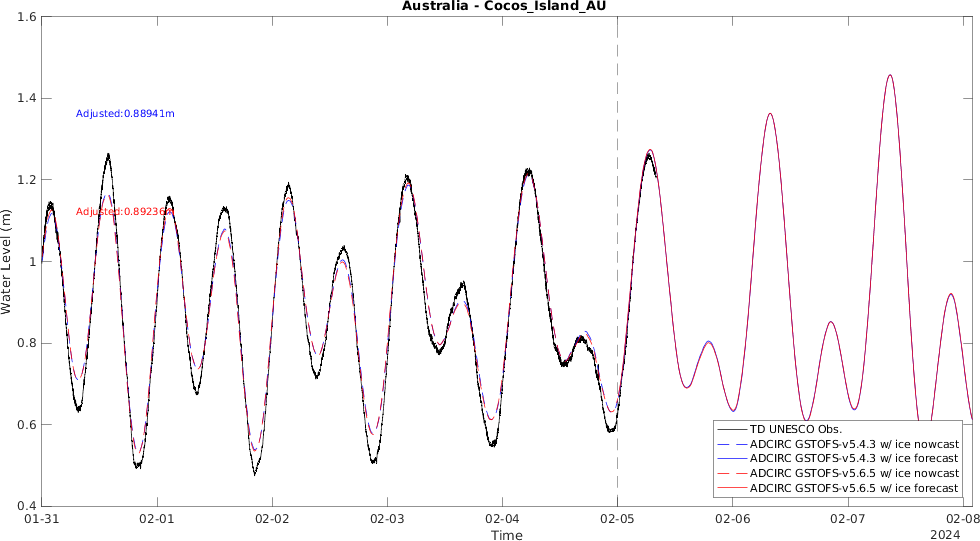 Australia - Cocos_Island_AU
1.6
1.4
1.2
1
0.8
0.6
0.4
Water Level (m)
Adjusted:0.88941m
Adjusted:0.89236m
01-31
02-01
02-02
02-03
02-04
02-05
02-06
02-07
02-08
Time
2024
TD UNESCO Obs.
ADCIRC GSTOFS-v5.4.3 w/ ice nowcast
ADCIRC GSTOFS-v5.4.3 w/ ice forecast
ADCIRC GSTOFS-v5.6.5 w/ ice nowcast
ADCIRC GSTOFS-v5.6.5 w/ ice forecast